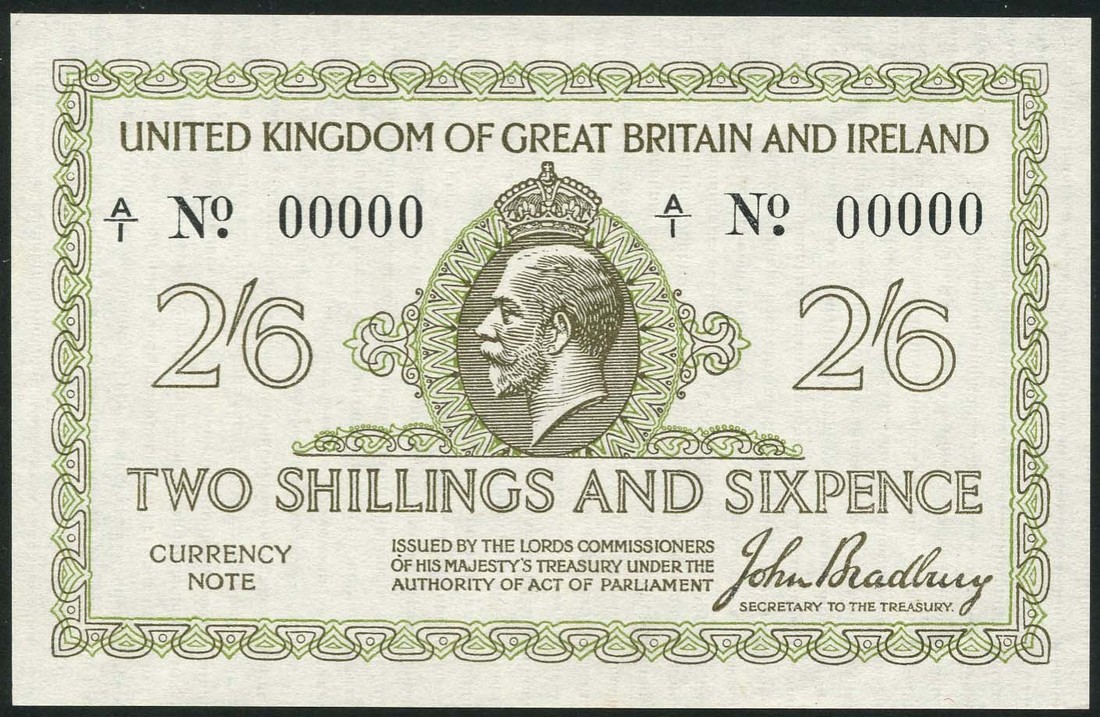 UNITED KINGDOM OF GREAT BRITAIN AND IRELAND
A/1 Nº. 00000 A/1 Nº. 00000
2/6 2/6
TWO SHILLINGS AND SIXPENCE
CURRENCY
NOTE
ISSUED BY THE LORDS COMMISSIONERS
OF HIS MAJESTY'S TREASURY UNDER THE
AUTHORITY OF ACT OF PARLIAMENT
John Bradbury
SECRETARY TO THE TREASURY.